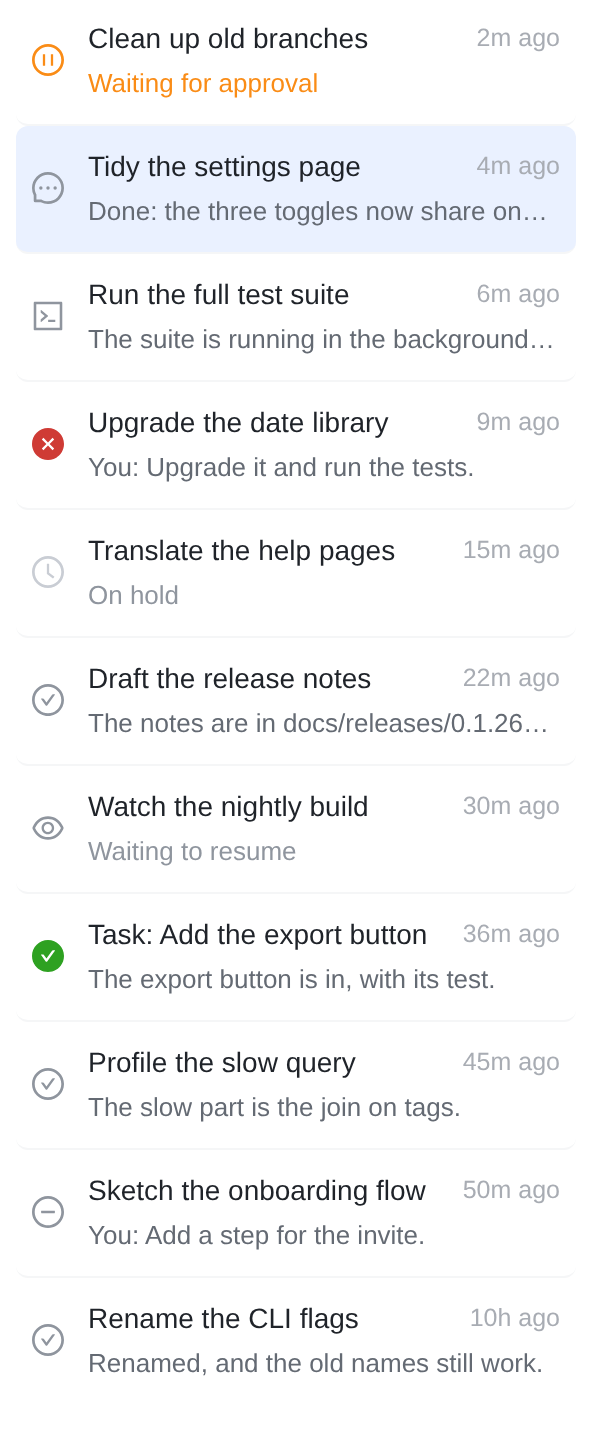 Clean up old branches 2m ago
Waiting for approval
Tidy the settings page 4m ago
Done: the three toggles now share on…
Run the full test suite 6m ago
The suite is running in the background…
Upgrade the date library 9m ago
You: Upgrade it and run the tests.
Translate the help pages 15m ago
On hold
Draft the release notes 22m ago
The notes are in docs/releases/0.1.26…
Watch the nightly build 30m ago
Waiting to resume
Task: Add the export button 36m ago
The export button is in, with its test.
Profile the slow query 45m ago
The slow part is the join on tags.
Sketch the onboarding flow 50m ago
You: Add a step for the invite.
Rename the CLI flags 10h ago
Renamed, and the old names still work.